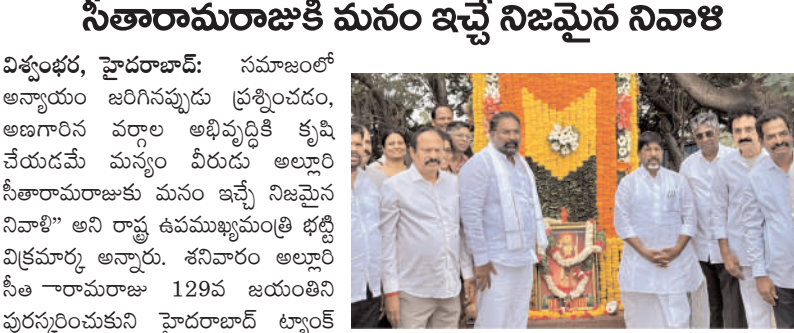 సీతారామరాజుకి మనం ఇచ్చే నిజమైన నివాళి
విశ్వంభర, హైదరాబాద్: సమాజంలో
అన్యాయం జరిగినప్పుడు ప్రశ్నించడం,
అణగారిన వర్గాల అభివృద్ధికి కృషి
చేయడమే మన్యం వీరుడు అల్లూరి
సీతారామరాజుకు మనం ఇచ్చే నిజమైన
నివాళి" అని రాష్ట్ర ఉపముఖ్యమంత్రి భట్టి
విక్రమార్క అన్నారు. శనివారం అల్లూరి
సీత ారామరాజు 129వ జయంతిని
పురస్కరించుకుని హైదరాబాద్ ట్యాంక్